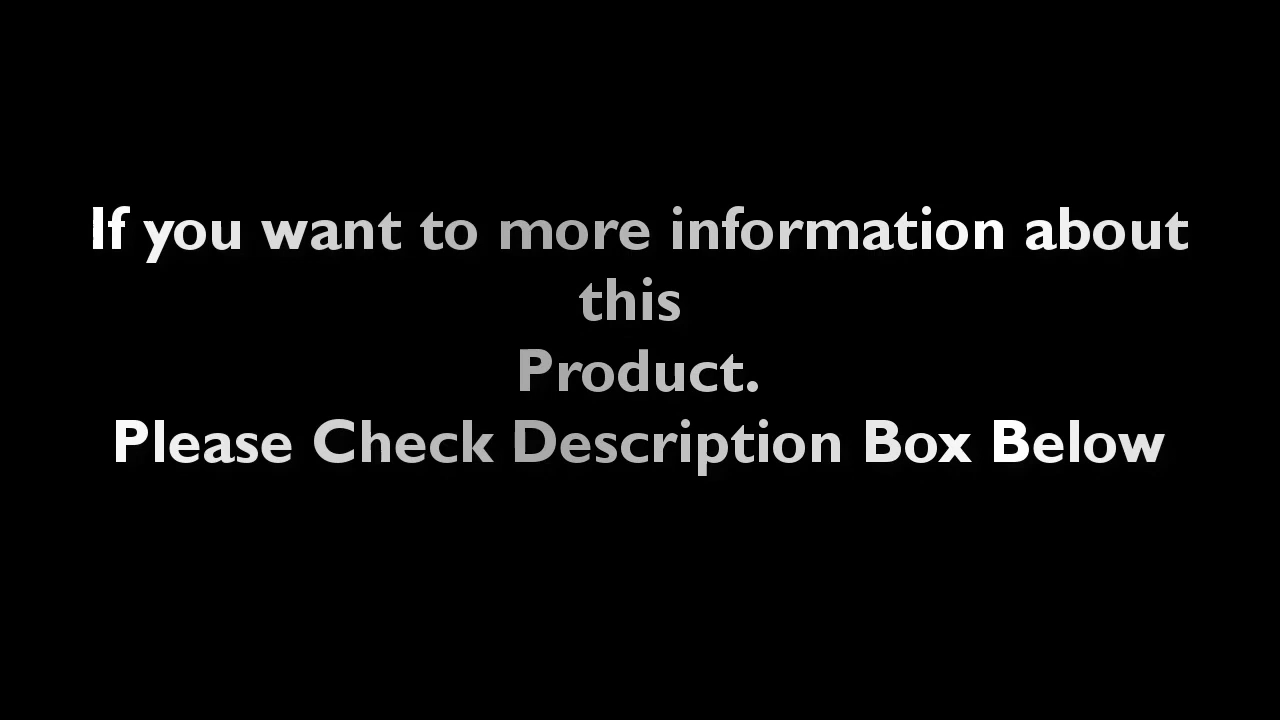 If you want to more information about
this
Product.
Please Check Description Box Below